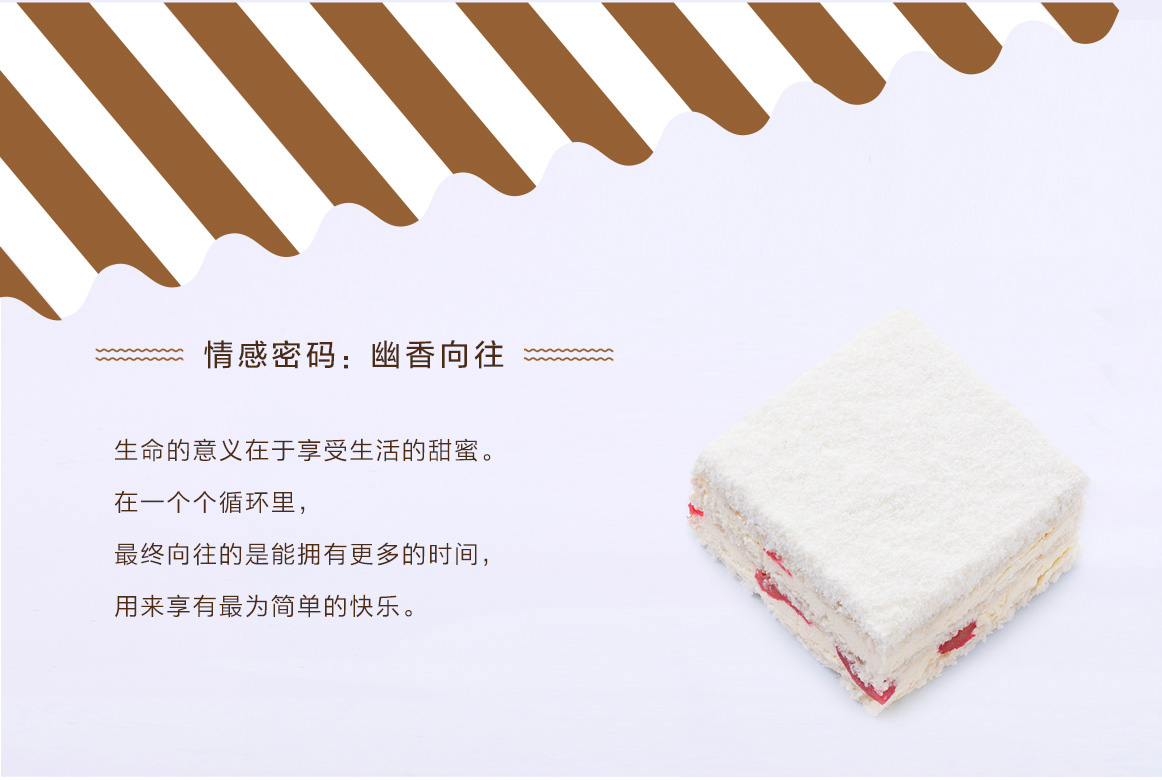 情感密码：幽香向往
生命的意义在于享受生活的甜蜜。
在一个个循环里，
最终向往的是能拥有更多的时间，
用来享有最为简单的快乐。